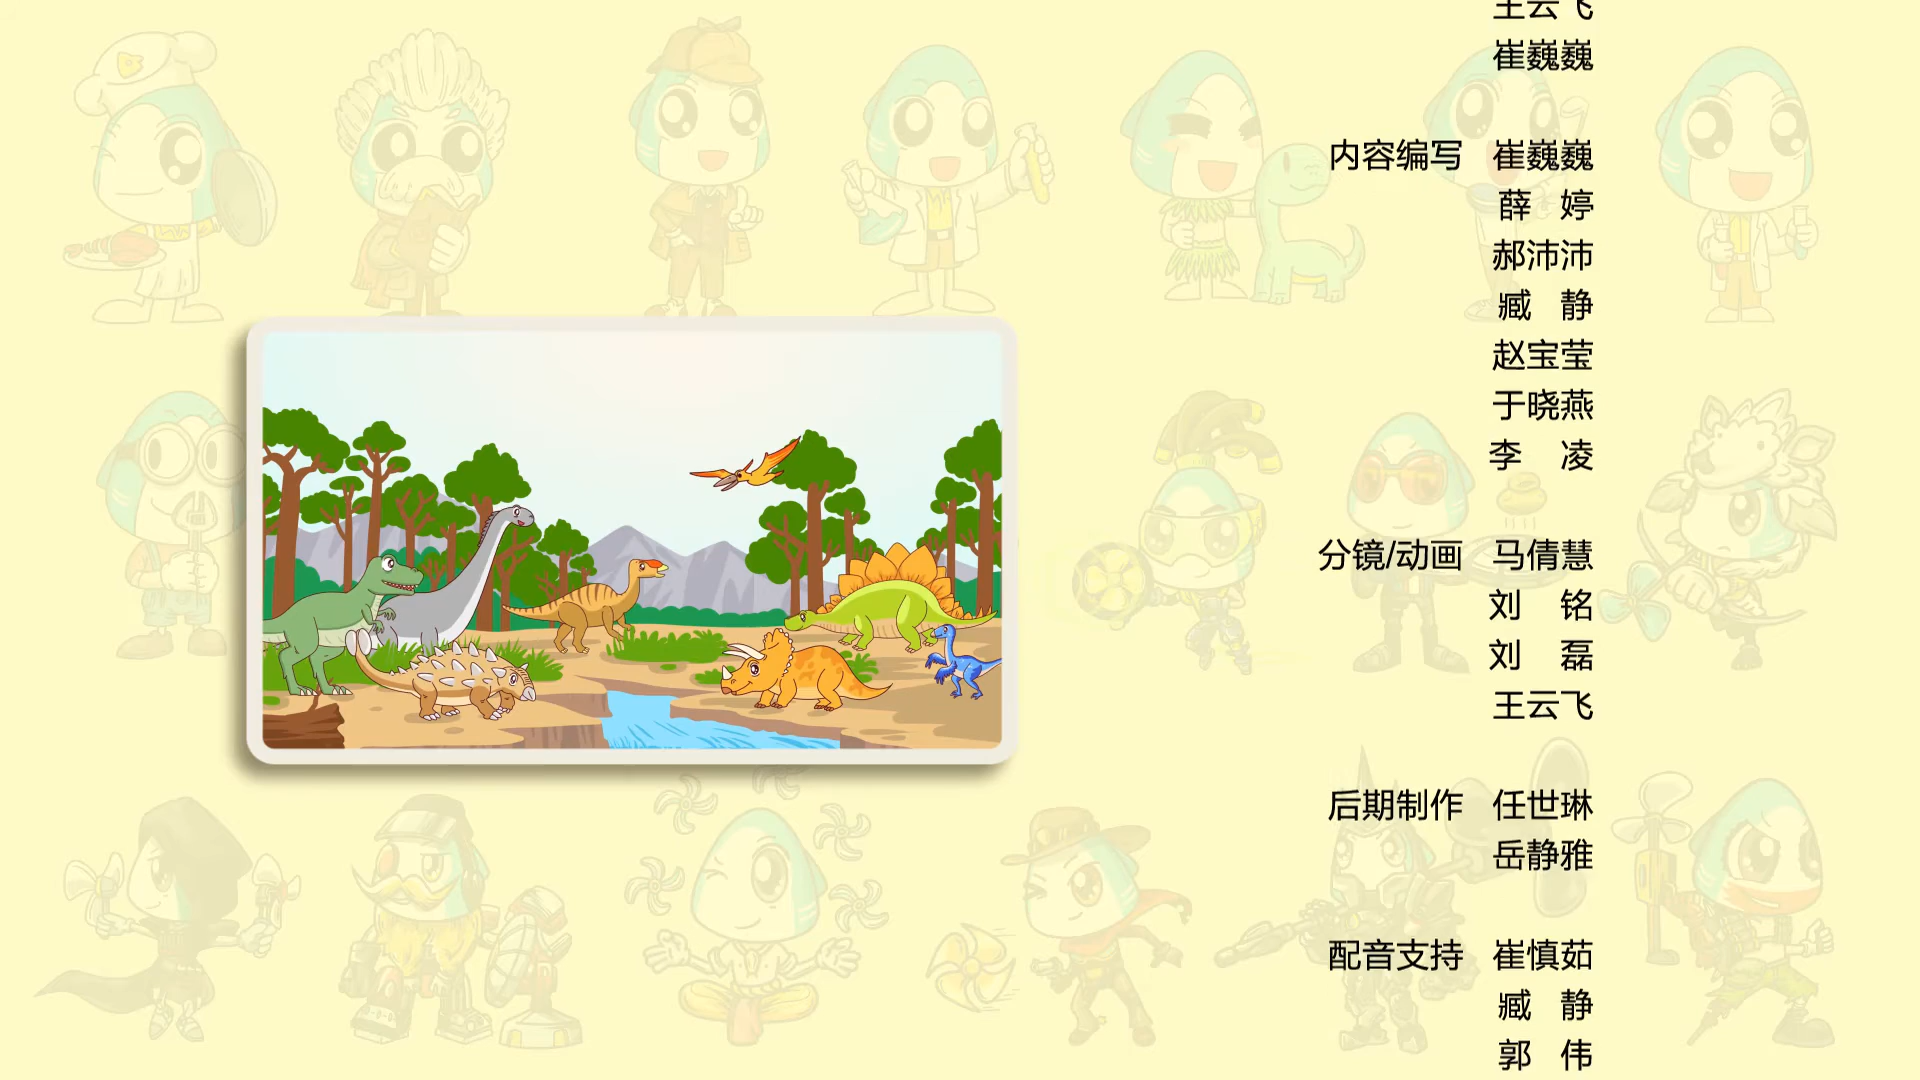 王云飞
崔巍巍
内容编写 崔巍巍
薛 婷
郝沛沛
臧 静
赵宝莹
于晓燕
李 凌
分镜/动画 马倩慧
刘 铭
刘 磊
王云飞
后期制作 任世琳
岳静雅
配音支持 崔慎茹
臧 静
郭 伟